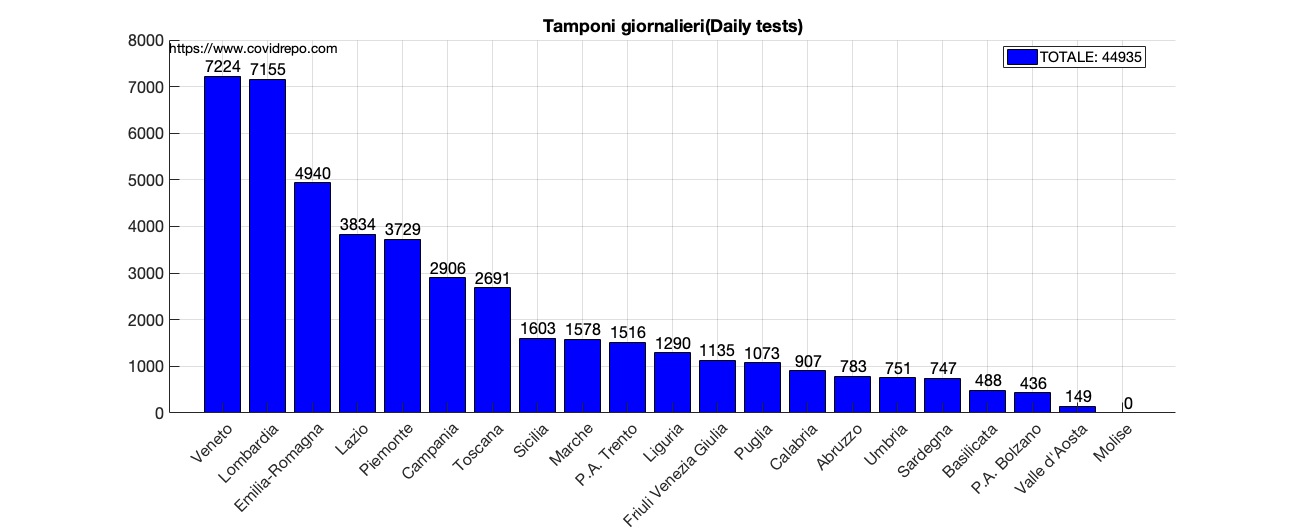 Tamponi giornalieri(Daily tests)
https://www.covidrepo.com
TOTALE: 44935
8000
7000
6000
5000
4000
3000
2000
1000
0
7224
7155
4940
3834
3729
2906
2691
1603
1578
1516
1290
1135
1073
907
783
751
747
488
436
149
0
Veneto
Lombardia
Emilia-Romagna
Lazio
Piemonte
Campania
Toscana
Sicilia
Marche
P.A. Trento
Liguria
Friuli Venezia Giulia
Puglia
Calabria
Abruzzo
Umbria
Sardegna
Basilicata
P.A. Bolzano
Valle d'Aosta
Molise